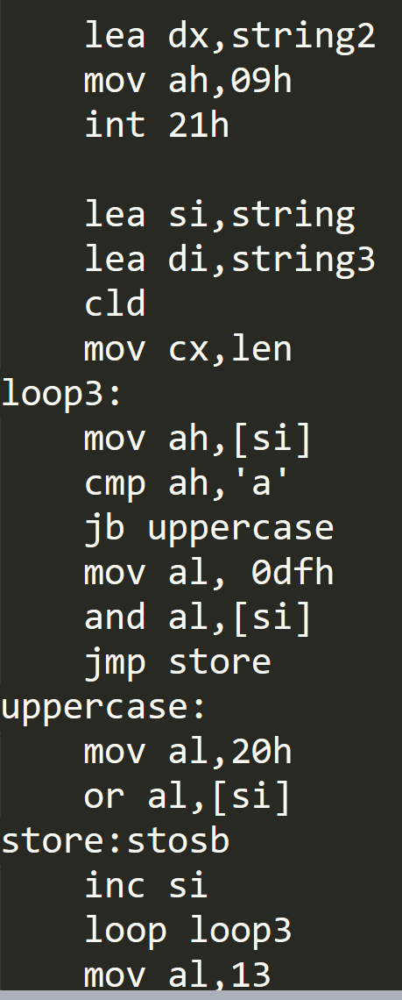 lea dx,string2
mov ah,09h
int 21h
lea si,string
lea di,string3
cld
mov cx,len
loop3:
mov ah,[si]
cmp ah,'a'
jb uppercase
mov al, 0dfh
and al,[si]
jmp store
uppercase:
mov al,20h
or al,[si]
store:stosb
inc si
loop loop3
mov al,13